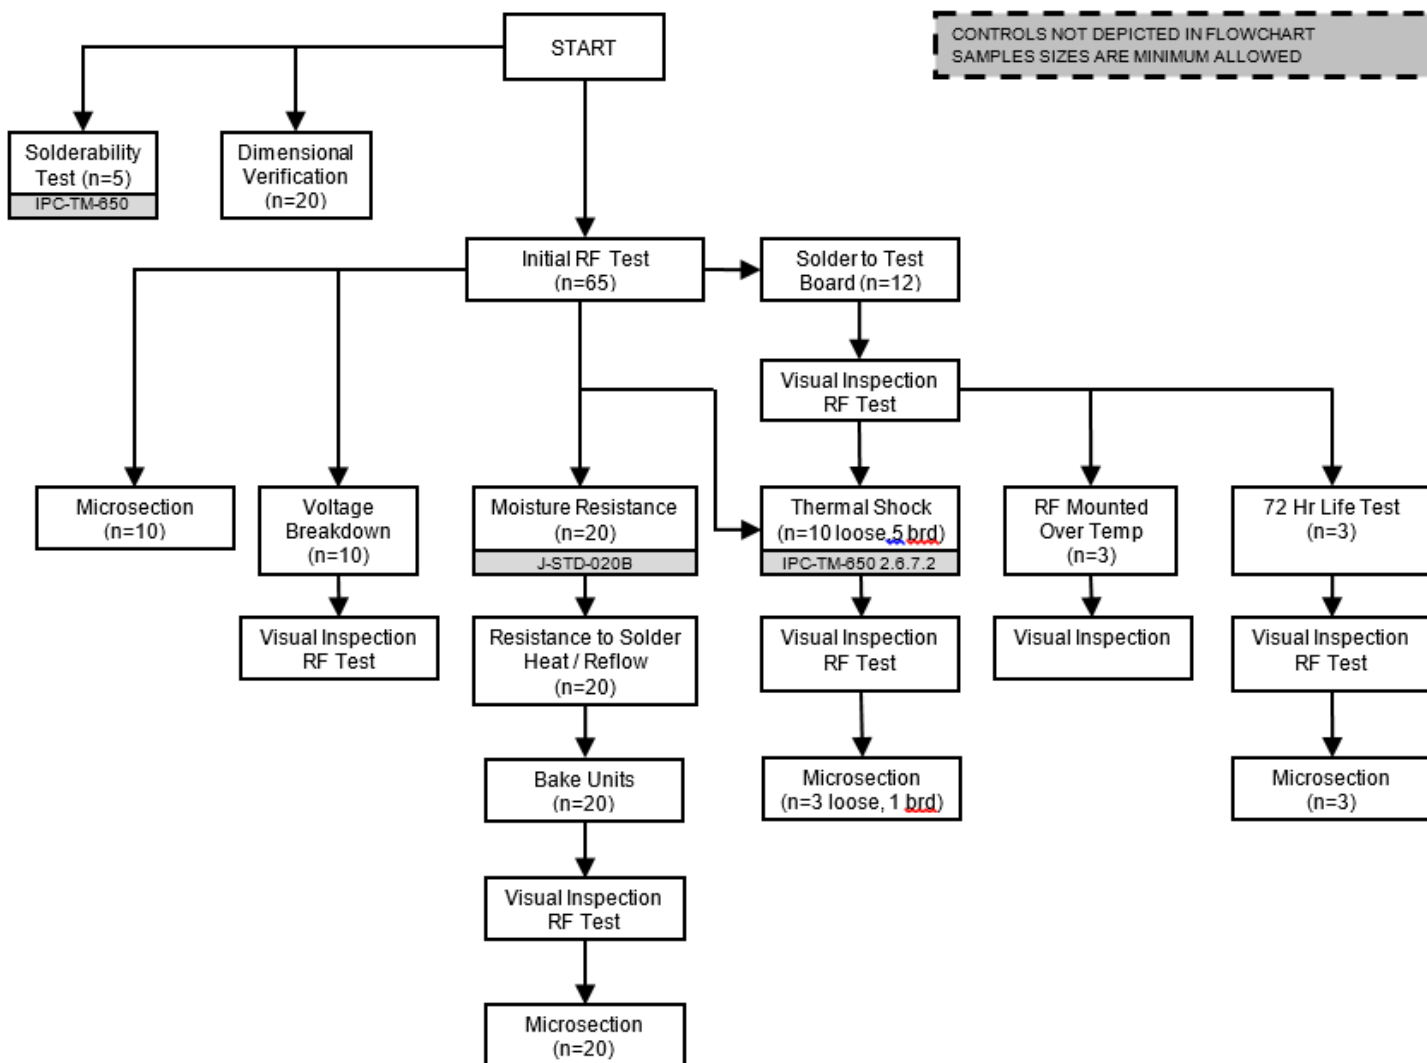 START
CONTROLS NOT DEPICTED IN FLOWCHART
SAMPLES SIZES ARE MINIMUM ALLOWED
Solderability
Test (n=5)
IPC-TM-650
Dimensional
Verification
(n=20)
Initial RF Test
(n=65)
Solder to Test
Board (n=12)
Visual Inspection
RF Test
Microsection
(n=10)
Voltage
Breakdown
(n=10)
Moisture Resistance
(n=20)
J-STD-020B
Thermal Shock
(n=10 loose,5 brd)
IPC-TM-650 2.6.7.2
RF Mounted
Over Temp
(n=3)
72 Hr Life Test
(n=3)
Visual Inspection
RF Test
Resistance to Solder
Heat / Reflow
(n=20)
Visual Inspection
RF Test
Visual Inspection
Visual Inspection
RF Test
Bake Units
(n=20)
Microsection
(n=3 loose, 1 brd)
Microsection
(n=3)
Visual Inspection
RF Test
Microsection
(n=20)